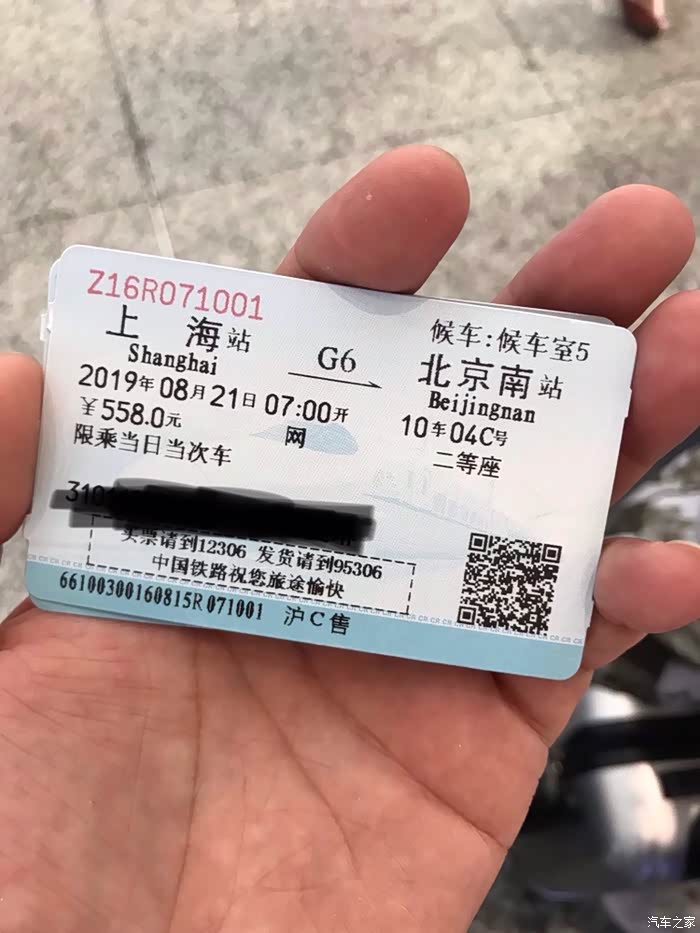 Z16R071001
候车:候车室5
上 海站 G6 北京南站
Shanghai Beijingnan
2019年08月21日07:00开 10车04C号
￥558.0元 网 二等座
限乘当日当次车
3101
买票请到12306 发货请到95306
中国铁路祝您旅途愉快
66100300160815R071001 沪C售
汽车之家